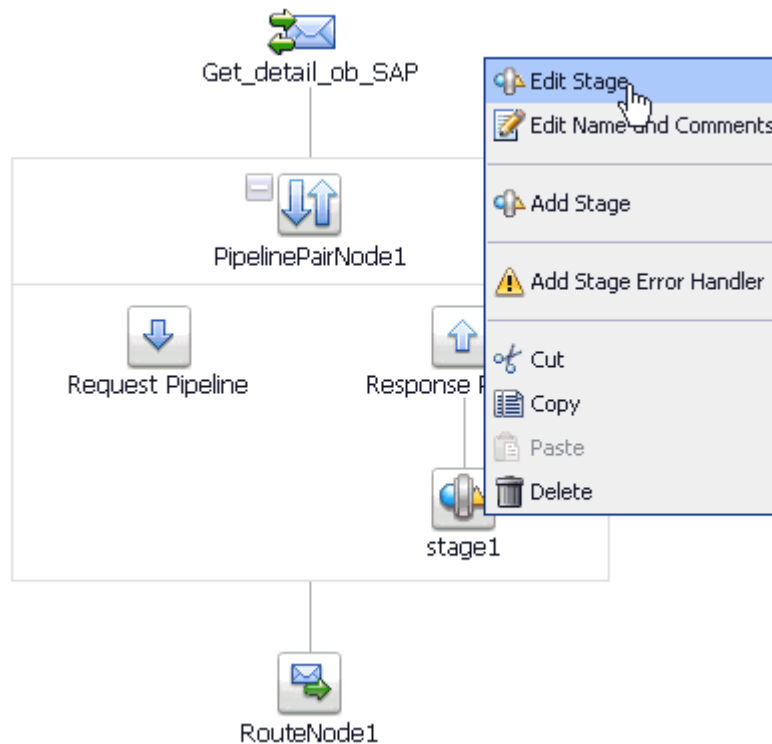 Get_detail_ob_SAP
Edit Stage
Edit Name and Comments
Add Stage
PipelinePairNode1
Add Stage Error Handler
Request Pipeline
Response
Cut
Copy
Paste
Delete
stage1
RouteNode1